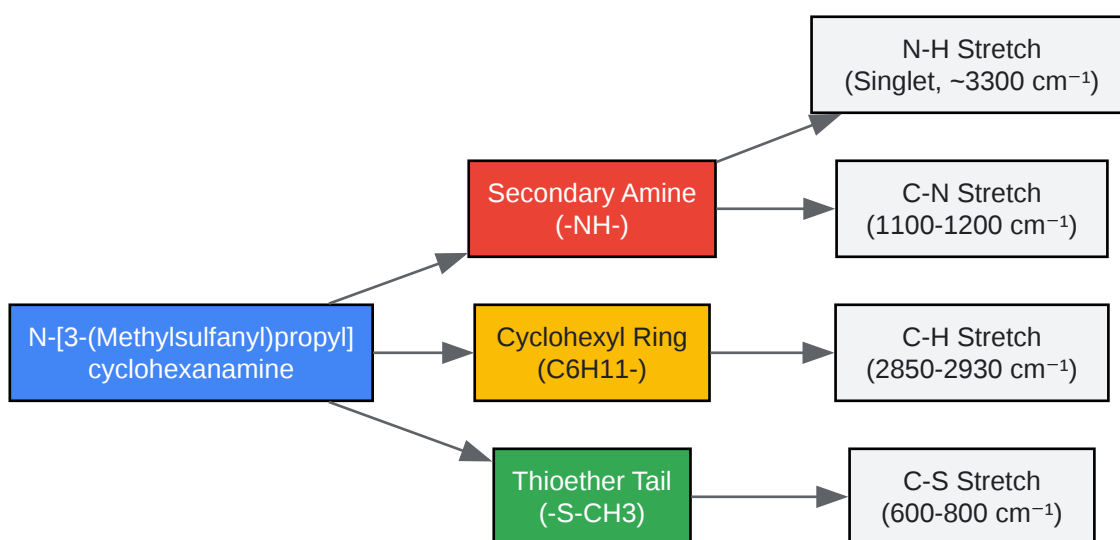 N-H Stretch
(Singlet, ~3300 cm⁻¹)
Secondary Amine
(-NH-)
C-N Stretch
(1100-1200 cm⁻¹)
N-[3-(Methylsulfanyl)propyl]
cyclohexanamine
Cyclohexyl Ring
(C6H11-)
C-H Stretch
(2850-2930 cm⁻¹)
Thioether Tail
(-S-CH3)
C-S Stretch
(600-800 cm⁻¹)